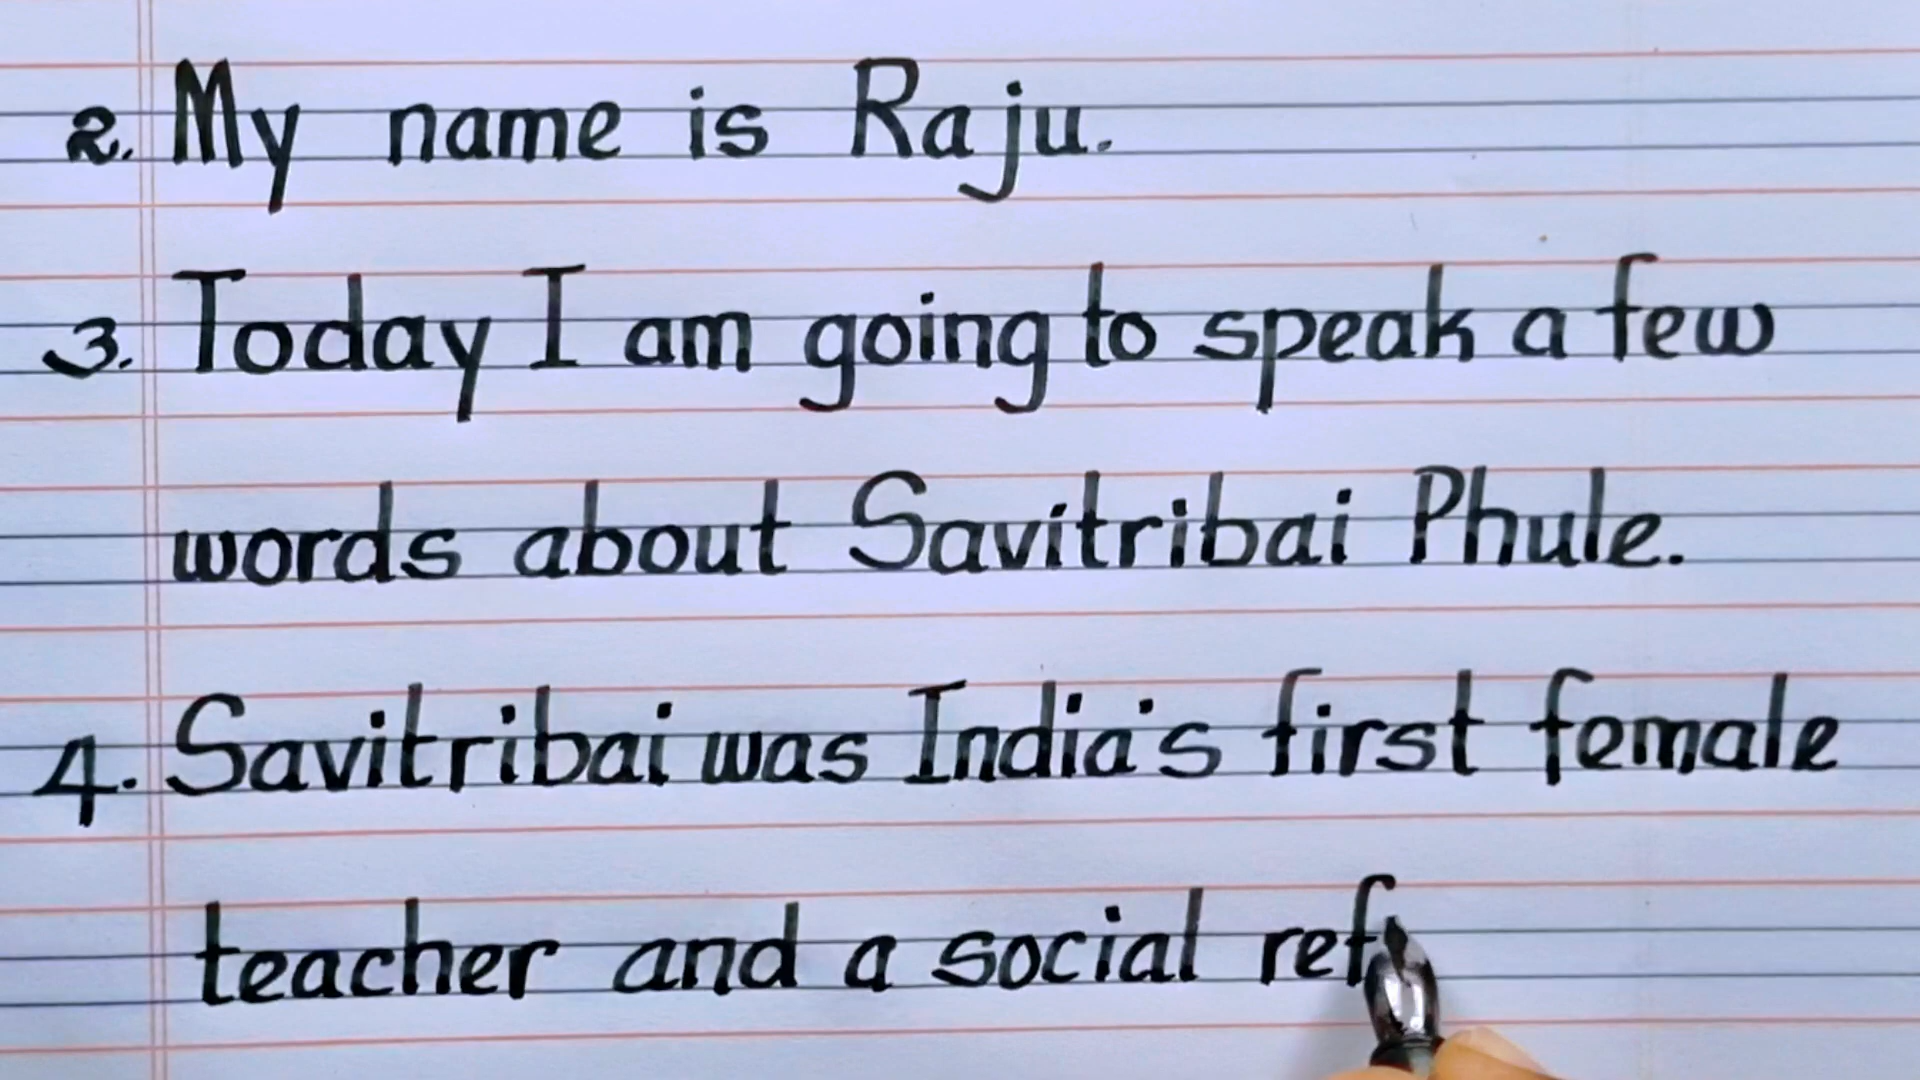 2. My name is Raju.
3. Today I am going to speak a few
words about Savitribai Phule.
4. Savitribai was India's first female
teacher and a social ref